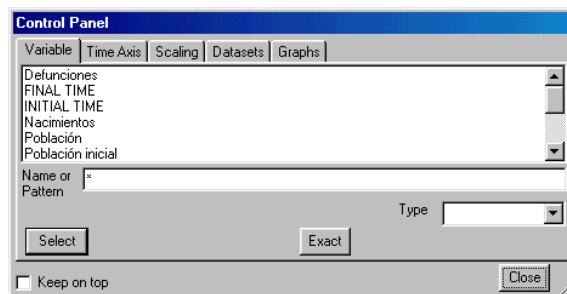 Control Panel
Variable Time Axis Scaling Datasets Graphs
Defunciones
FINAL TIME
INITIAL TIME
Nacimientos
Población
Población inicial
Name or Pattern *
Type
Select Exact
Keep on top Close